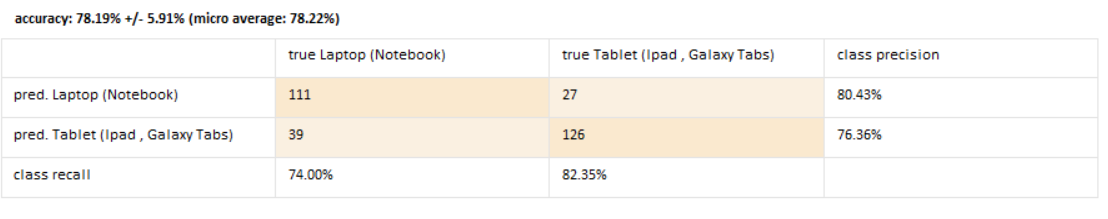 accuracy: 78.19% +/- 5.91% (micro average: 78.22%)
true Laptop (Notebook) true Tablet (Ipad , Galaxy Tabs) class precision
pred. Laptop (Notebook) 111 27 80.43%
pred. Tablet (Ipad , Galaxy Tabs) 39 126 76.36%
class recall 74.00% 82.35%